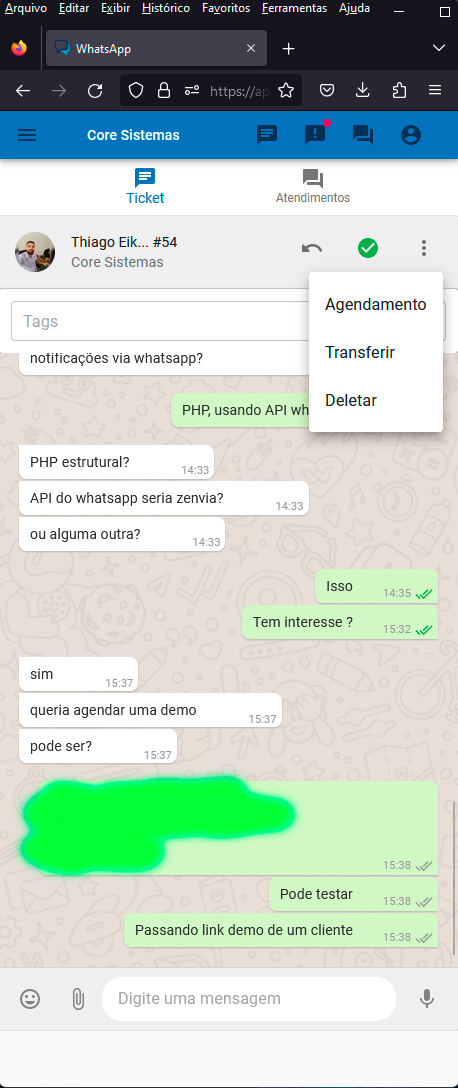 Arquivo Editar Exibir Histórico Favoritos Ferramentas Ajuda
WhatsApp
https://ap
Core Sistemas
Ticket
Atendimentos
Thiago Eik... #54
Core Sistemas
Agendamento
Transferir
Deletar
Tags
notificações via whatsapp?
PHP, usando API wh
PHP estrutural?
14:33
API do whatsapp seria zenvia?
14:33
ou alguma outra?
14:33
Isso
14:35
Tem interesse ?
15:32
sim
15:37
queria agendar uma demo
15:37
pode ser?
15:37
15:38
Pode testar
15:38
Passando link demo de um cliente
15:38
Digite uma mensagem